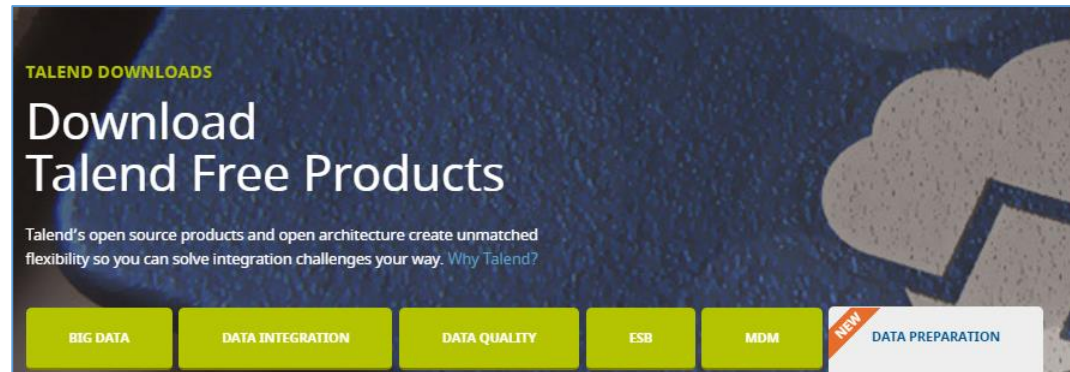 TALEND DOWNLOADS
Download
Talend Free Products
Talend's open source products and open architecture create unmatched
flexibility so you can solve integration challenges your way. Why Talend?
BIG DATA
DATA INTEGRATION
DATA QUALITY
ESB
MDM
NEW
DATA PREPARATION